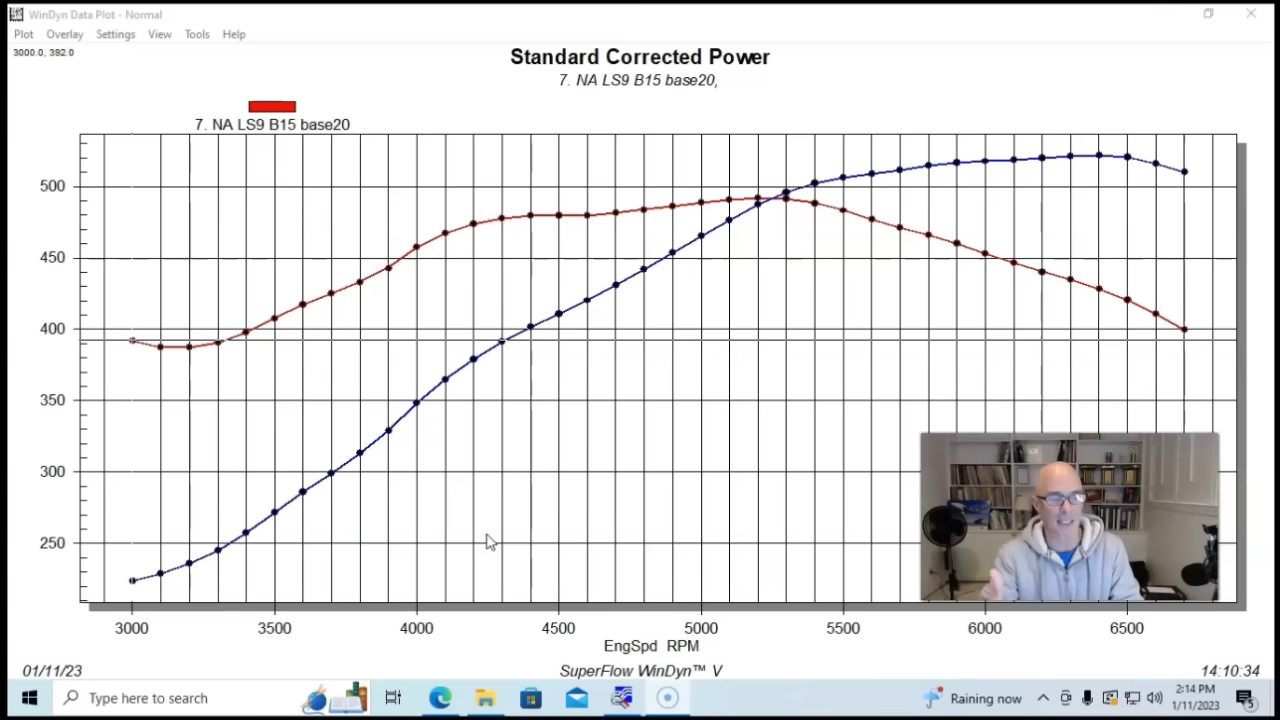 WinDyn Data Plot - Normal
Plot Overlay Settings View Tools Help
3000.0, 392.0
Standard Corrected Power
7. NA LS9 B15 base20,
7. NA LS9 B15 base20
500
450
400
350
300
250
3000 3500 4000 4500 5000 5500 6000 6500
EngSpd RPM
01/11/23 SuperFlow WinDyn™ V 14:10:34
Type here to search
Raining now
2:14 PM
1/11/2023
5